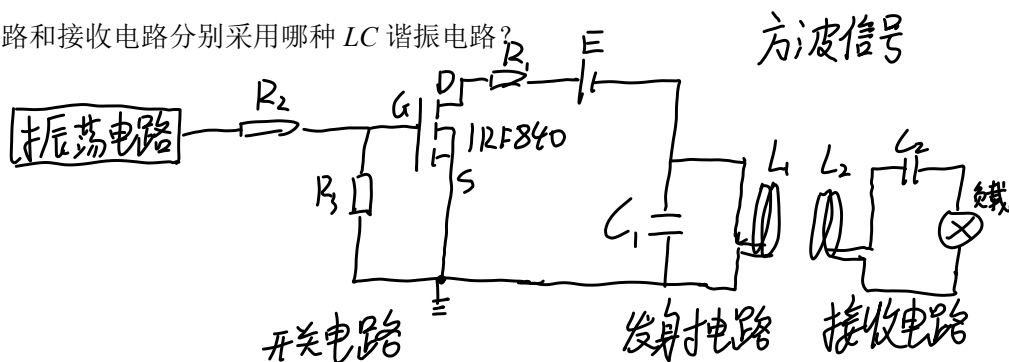 路和接收电路分别采用哪种 LC 谐振电路?
方波信号
振荡电路
R2
R3
G
D
S
IRF840
R1
E
C1
L1
L2
C2
负载
开关电路
发射电路
接收电路